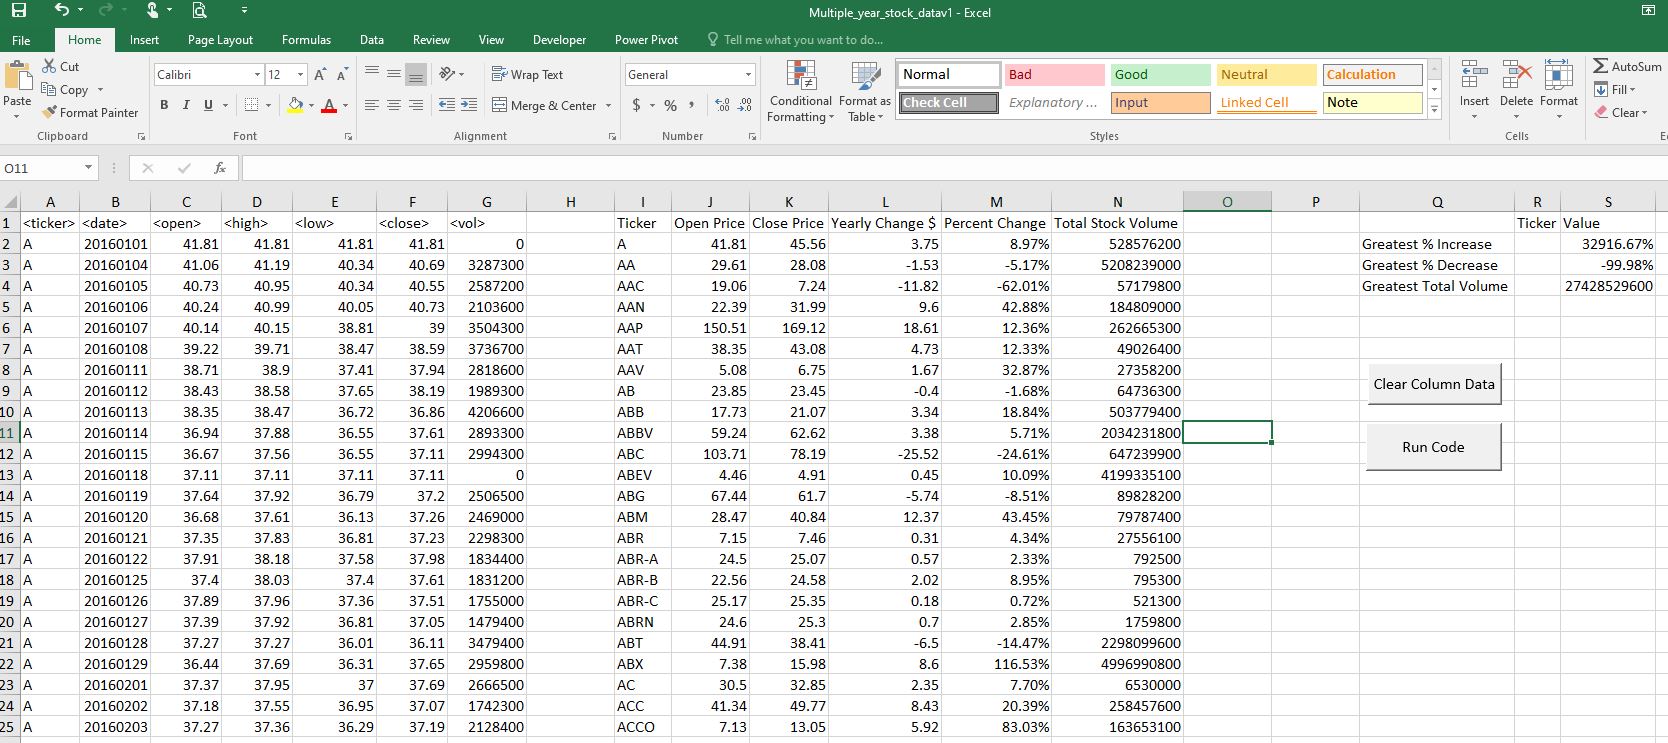 Multiple_year_stock_datav1 - Excel
File Home Insert Page Layout Formulas Data Review View Developer Power Pivot Tell me what you want to do...
Paste
Cut
Copy
Format Painter
Clipboard
Calibri 12 A A
B I U A
Font
Wrap Text
Merge & Center
Alignment
General
$ % ,
Number
Conditional Formatting
Format as Table
Normal Bad Good Neutral Calculation
Check Cell Explanatory ... Input Linked Cell Note
Styles
Insert Delete Format
Cells
AutoSum
Fill
Clear
O11 fx
A B C D E F G H I J K L M N O P Q R S
1 <ticker> <date> <open> <high> <low> <close> <vol> Ticker Open Price Close Price Yearly Change $ Percent Change Total Stock Volume Ticker Value
2 A 20160101 41.81 41.81 41.81 41.81 0 A 41.81 45.56 3.75 8.97% 528576200 Greatest % Increase 32916.67%
3 A 20160104 41.06 41.19 40.34 40.69 3287300 AA 29.61 28.08 -1.53 -5.17% 5208239000 Greatest % Decrease -99.98%
4 A 20160105 40.73 40.95 40.34 40.55 2587200 AAC 19.06 7.24 -11.82 -62.01% 57179800 Greatest Total Volume 27428529600
5 A 20160106 40.24 40.99 40.05 40.73 2103600 AAN 22.39 31.99 9.6 42.88% 184809000
6 A 20160107 40.14 40.15 38.81 39 3504300 AAP 150.51 169.12 18.61 12.36% 262665300
7 A 20160108 39.22 39.71 38.47 38.59 3736700 AAT 38.35 43.08 4.73 12.33% 49026400
8 A 20160111 38.71 38.9 37.41 37.94 2818600 AAV 5.08 6.75 1.67 32.87% 27358200
9 A 20160112 38.43 38.58 37.65 38.19 1989300 AB 23.85 23.45 -0.4 -1.68% 64736300
10 A 20160113 38.35 38.47 36.72 36.86 4206600 ABB 17.73 21.07 3.34 18.84% 503779400
11 A 20160114 36.94 37.88 36.55 37.61 2893300 ABBV 59.24 62.62 3.38 5.71% 2034231800
12 A 20160115 36.67 37.56 36.55 37.11 2994300 ABC 103.71 78.19 -25.52 -24.61% 647239900
13 A 20160118 37.11 37.11 37.11 37.11 0 ABEV 4.46 4.91 0.45 10.09% 4199335100
14 A 20160119 37.64 37.92 36.79 37.2 2506500 ABG 67.44 61.7 -5.74 -8.51% 89828200
15 A 20160120 36.68 37.61 36.13 37.26 2469000 ABM 28.47 40.84 12.37 43.45% 79787400
16 A 20160121 37.35 37.83 36.81 37.23 2298300 ABR 7.15 7.46 0.31 4.34% 27556100
17 A 20160122 37.91 38.18 37.58 37.98 1834400 ABR-A 24.5 25.07 0.57 2.33% 792500
18 A 20160125 37.4 38.03 37.4 37.61 1831200 ABR-B 22.56 24.58 2.02 8.95% 795300
19 A 20160126 37.89 37.96 37.36 37.51 1755000 ABR-C 25.17 25.35 0.18 0.72% 521300
20 A 20160127 37.39 37.92 36.81 37.05 1479400 ABRN 24.6 25.3 0.7 2.85% 1759800
21 A 20160128 37.27 37.27 36.01 36.11 3479400 ABT 44.91 38.41 -6.5 -14.47% 2298099600
22 A 20160129 36.44 37.69 36.31 37.65 2959800 ABX 7.38 15.98 8.6 116.53% 4996990800
23 A 20160201 37.37 37.95 37 37.69 2666500 AC 30.5 32.85 2.35 7.70% 6530000
24 A 20160202 37.18 37.55 36.95 37.07 1742300 ACC 41.34 49.77 8.43 20.39% 258457600
25 A 20160203 37.27 37.36 36.29 37.19 2128400 ACCO 7.13 13.05 5.92 83.03% 163653100
Clear Column Data
Run Code